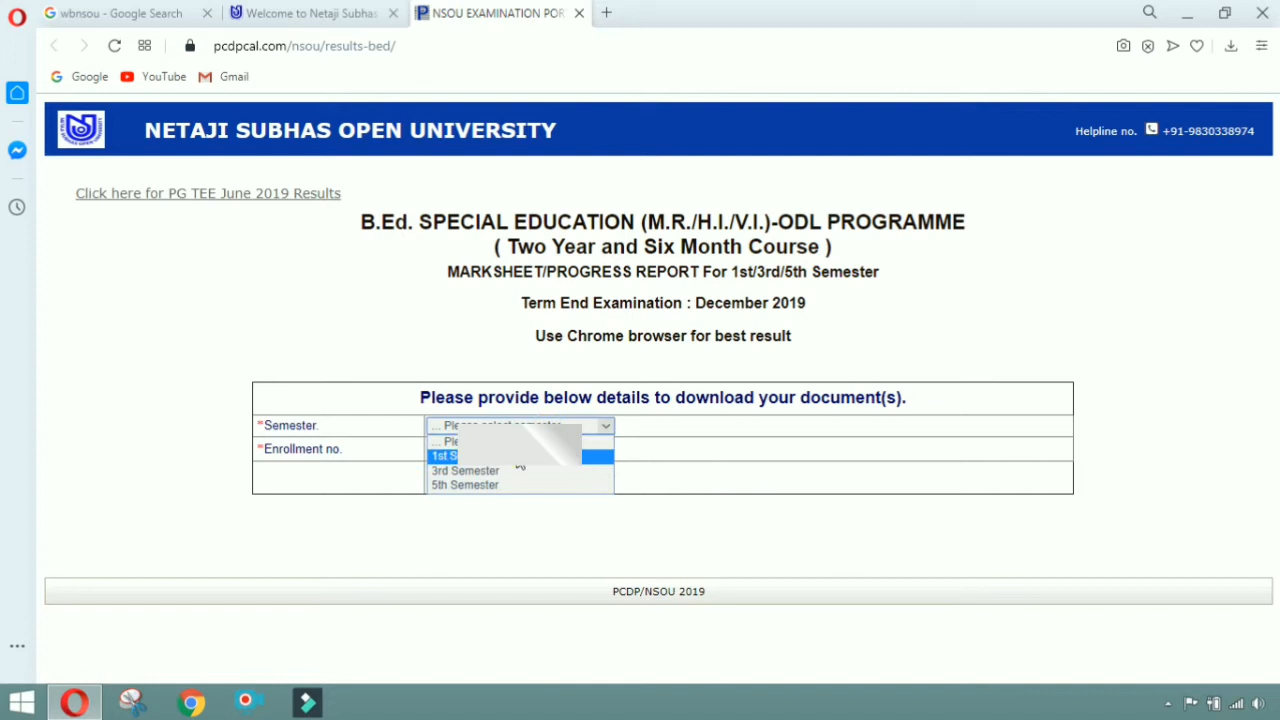 wbnsou - Google Search
Welcome to Netaji Subhas
NSOU EXAMINATION POR
pcdpcal.com/nsou/results-bed/
Google YouTube Gmail
NETAJI SUBHAS OPEN UNIVERSITY
Helpline no. +91-9830338974
Click here for PG TEE June 2019 Results
B.Ed. SPECIAL EDUCATION (M.R./H.I./V.I.)-ODL PROGRAMME
( Two Year and Six Month Course )
MARKSHEET/PROGRESS REPORT For 1st/3rd/5th Semester
Term End Examination : December 2019
Use Chrome browser for best result
Please provide below details to download your document(s).
*Semester.
*Enrollment no.
1st S
3rd Semester
5th Semester
PCDP/NSOU 2019